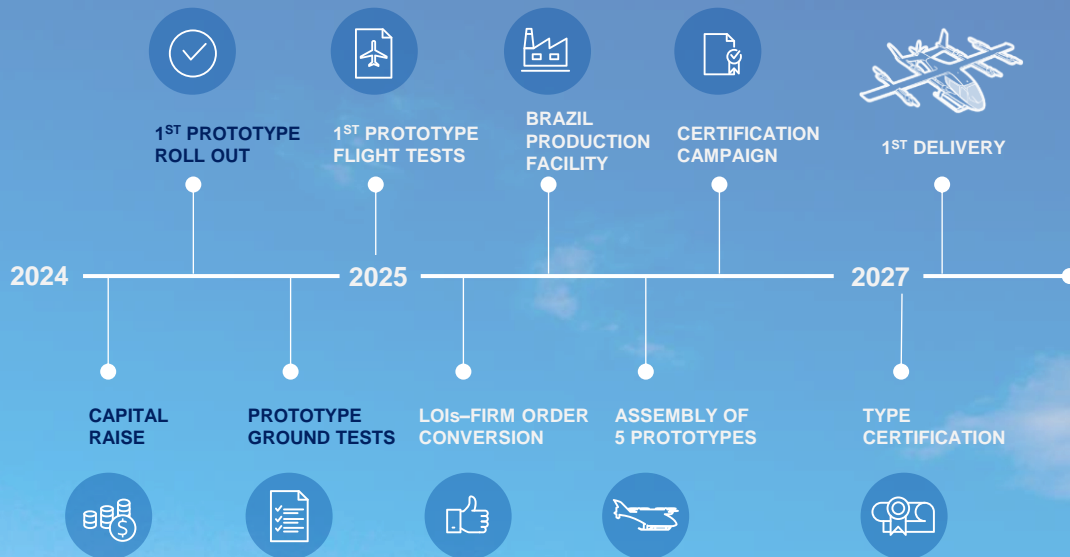 1ST PROTOTYPE
ROLL OUT
1ST PROTOTYPE
FLIGHT TESTS
BRAZIL
PRODUCTION
FACILITY
CERTIFICATION
CAMPAIGN
1ST DELIVERY
2024
2025
2027
CAPITAL
RAISE
PROTOTYPE
GROUND TESTS
LOIs–FIRM ORDER
CONVERSION
ASSEMBLY OF
5 PROTOTYPES
TYPE
CERTIFICATION
$